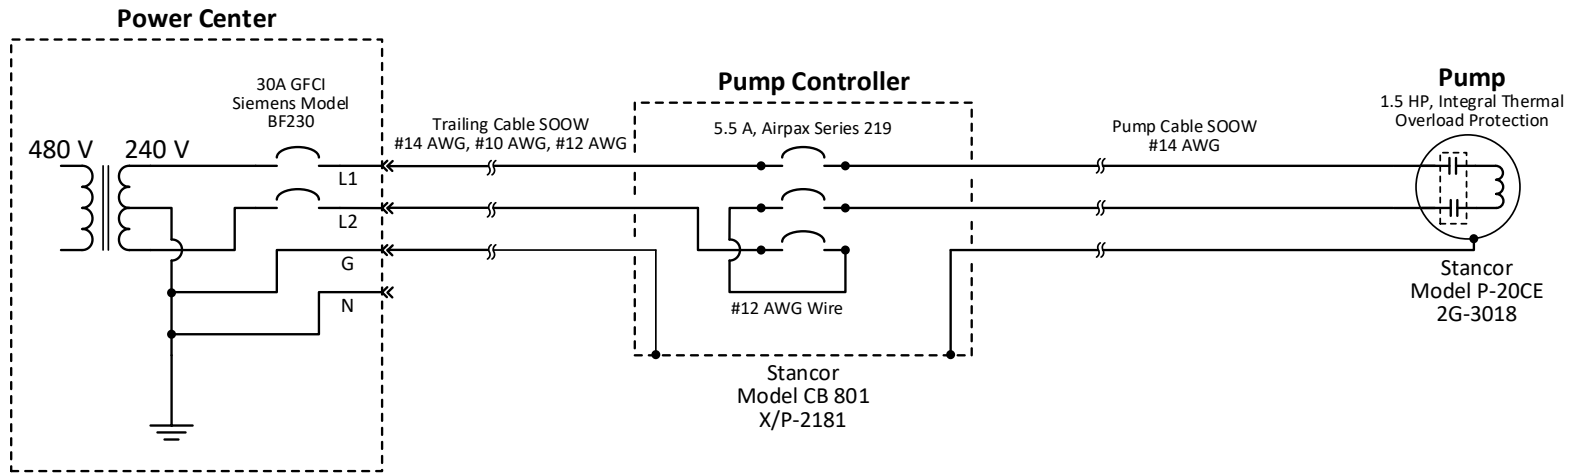 Power Center
30A GFCI
Siemens Model
BF230
480 V
240 V
L1
L2
G
N
Trailing Cable SOOW
#14 AWG, #10 AWG, #12 AWG
Pump Controller
5.5 A, Airpax Series 219
#12 AWG Wire
Stancor
Model CB 801
X/P-2181
Pump Cable SOOW
#14 AWG
Pump
1.5 HP, Integral Thermal
Overload Protection
Stancor
Model P-20CE
2G-3018